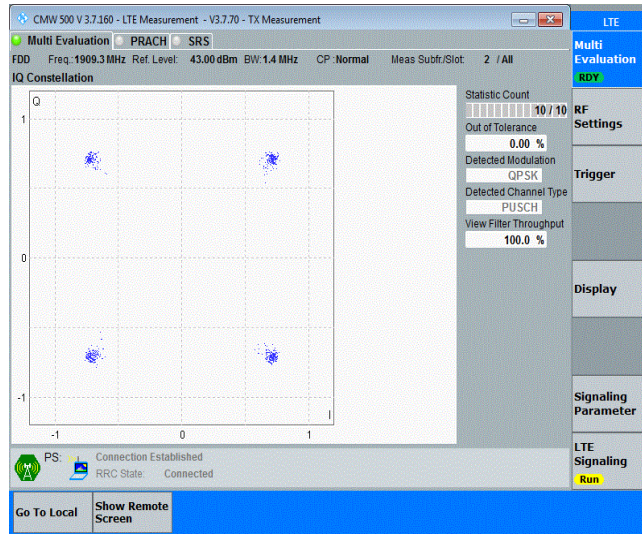 CMW 500 V 3.7.160 - LTE Measurement - V3.7.70 - TX Measurement
LTE
Multi Evaluation PRACH SRS
Multi
Evaluation
RDY
FDD Freq.: 1909.3 MHz Ref. Level: 43.00 dBm BW: 1.4 MHz CP : Normal Meas Subfr./Slot: 2 / All
IQ Constellation
Q
1
0
-1
-1
0
1
I
Statistic Count
10 / 10
Out of Tolerance
0.00 %
Detected Modulation
QPSK
Detected Channel Type
PUSCH
View Filter Throughput
100.0 %
RF
Settings
Trigger
Display
Signaling
Parameter
LTE
Signaling
Run
PS: Connection Established
RRC State: Connected
Go To Local
Show Remote
Screen